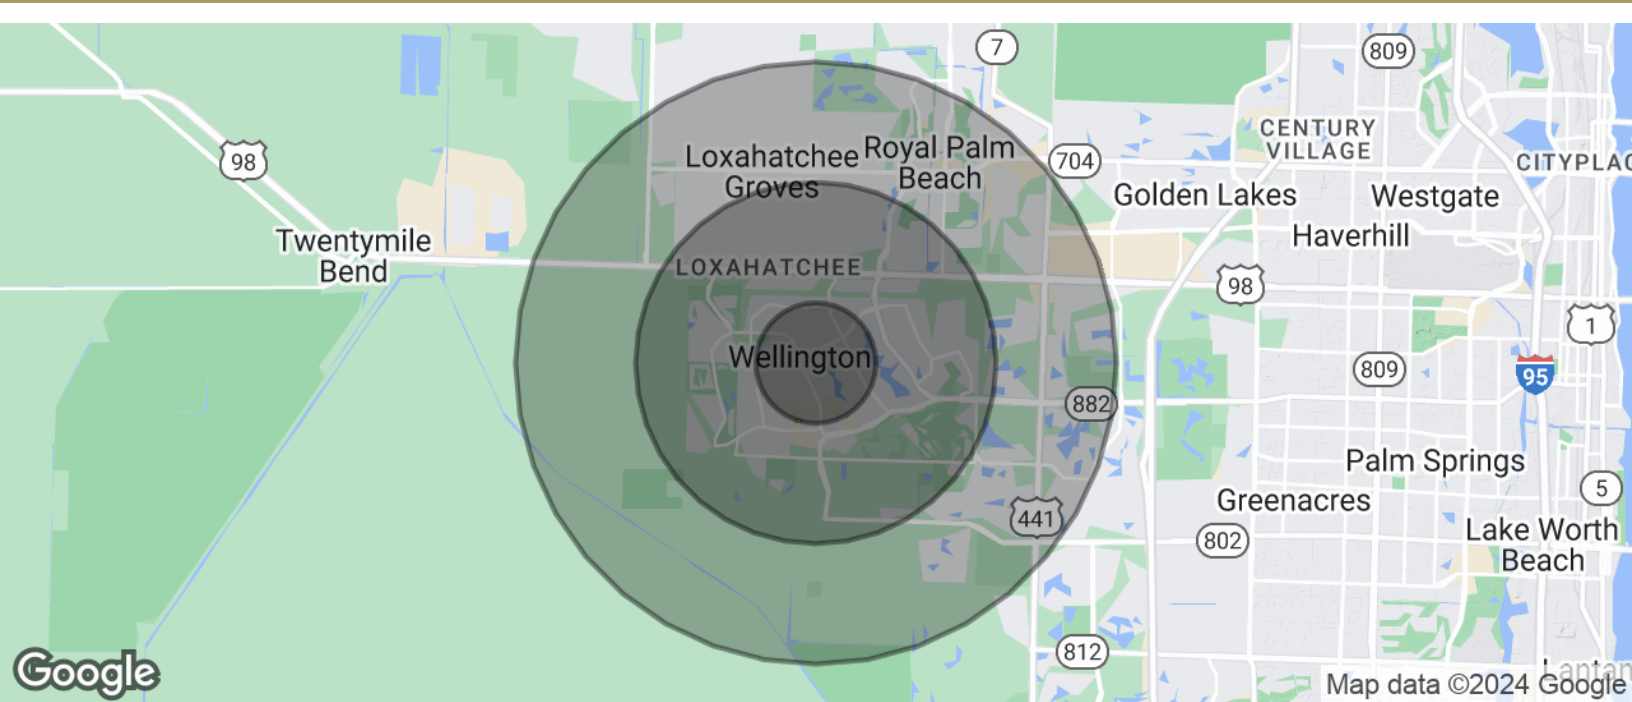 7
809
CENTURY
VILLAGE
98
Loxahatchee
Groves
Royal Palm
Beach
704
CITYPLAC
Golden Lakes
Westgate
Haverhill
Twentymile
Bend
LOXAHATCHEE
98
1
Wellington
809
95
882
Palm Springs
5
Greenacres
441
802
Lake Worth
Beach
812
Google
Lantan
Map data ©2024 Google